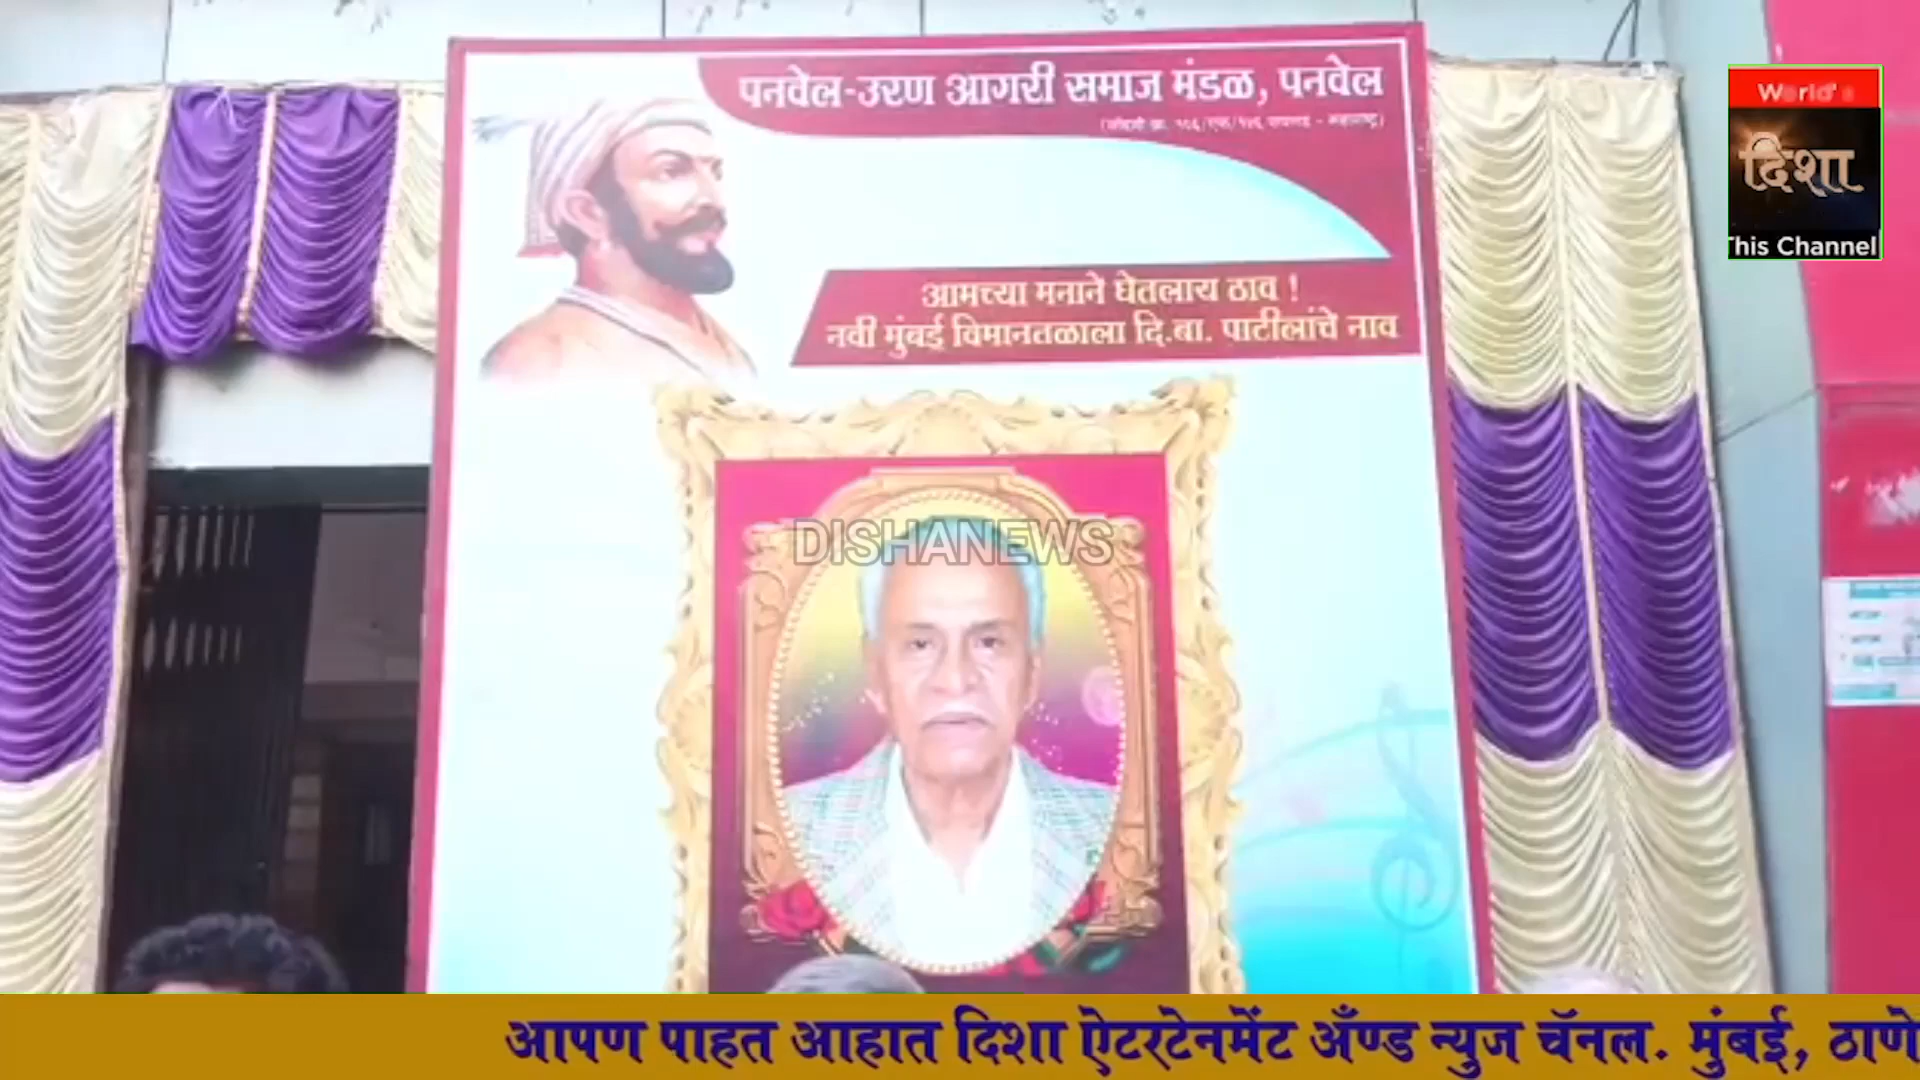 पनवेल-उरण आगरी समाज मंडळ, पनवेल
आमच्या मनाने घेतलाय ठाव !
नवी मुंबई विमानतळाला दि.बा. पाटीलांचे नाव
World's
दिशा
This Channel
DISHANEWS
आपण पाहत आहात दिशा ऐटरटेनमेंट अँण्ड न्युज चॅनल. मुंबई, ठाणे